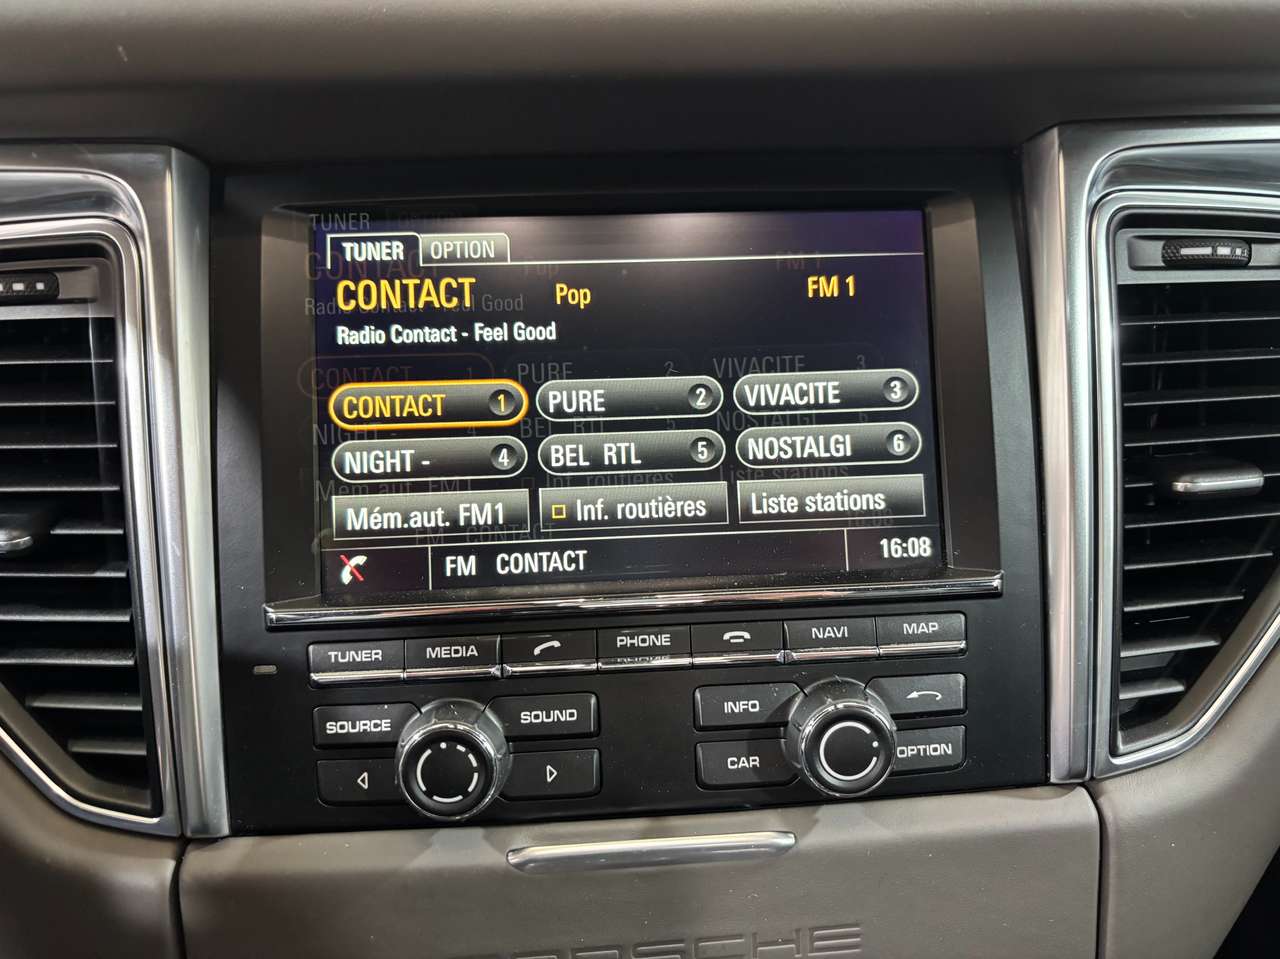 TUNER OPTION
CONTACT Pop FM 1
Radio Contact - Feel Good
CONTACT 1 PURE 2 VIVACITE 3
NIGHT - 4 BEL RTL 5 NOSTALGI 6
Mém.aut. FM1 Inf. routières Liste stations
FM CONTACT 16:08
TUNER MEDIA PHONE NAVI MAP
SOURCE SOUND INFO
CAR OPTION
PORSCHE